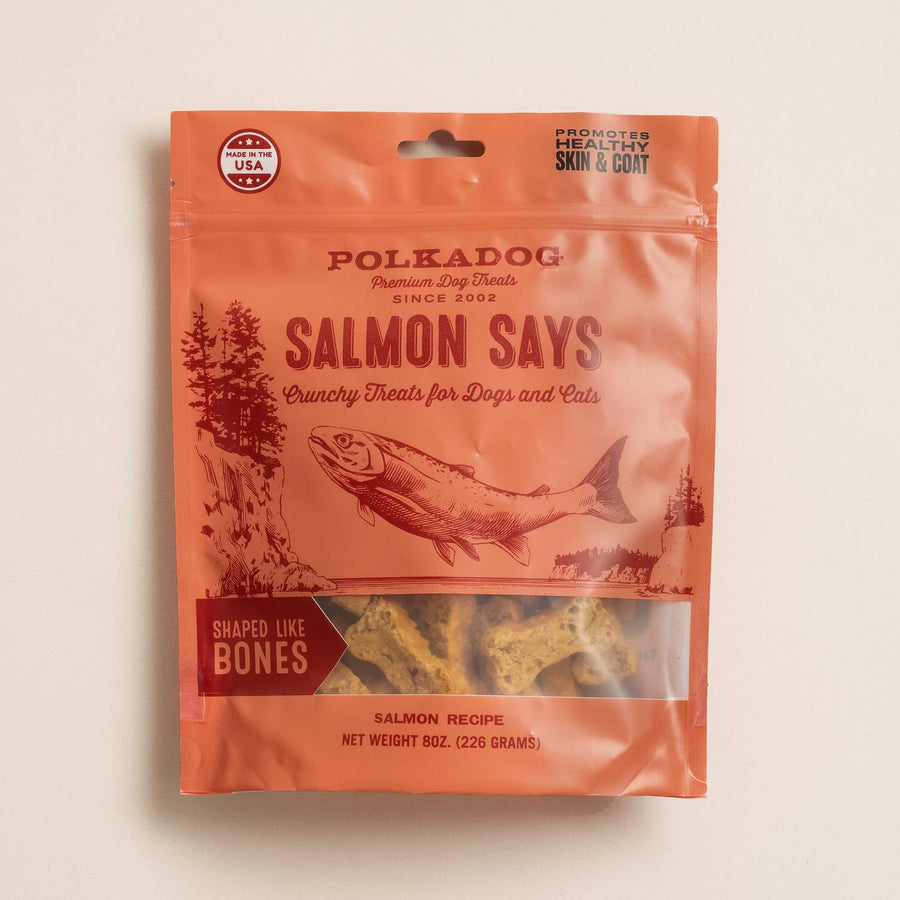 MADE IN THE
USA
PROMOTES
HEALTHY
SKIN & COAT
POLKADOG
Premium Dog Treats
SINCE 2002
SALMON SAYS
Crunchy Treats for Dogs and Cats
SHAPED LIKE
BONES
SALMON RECIPE
NET WEIGHT 8OZ. (226 GRAMS)